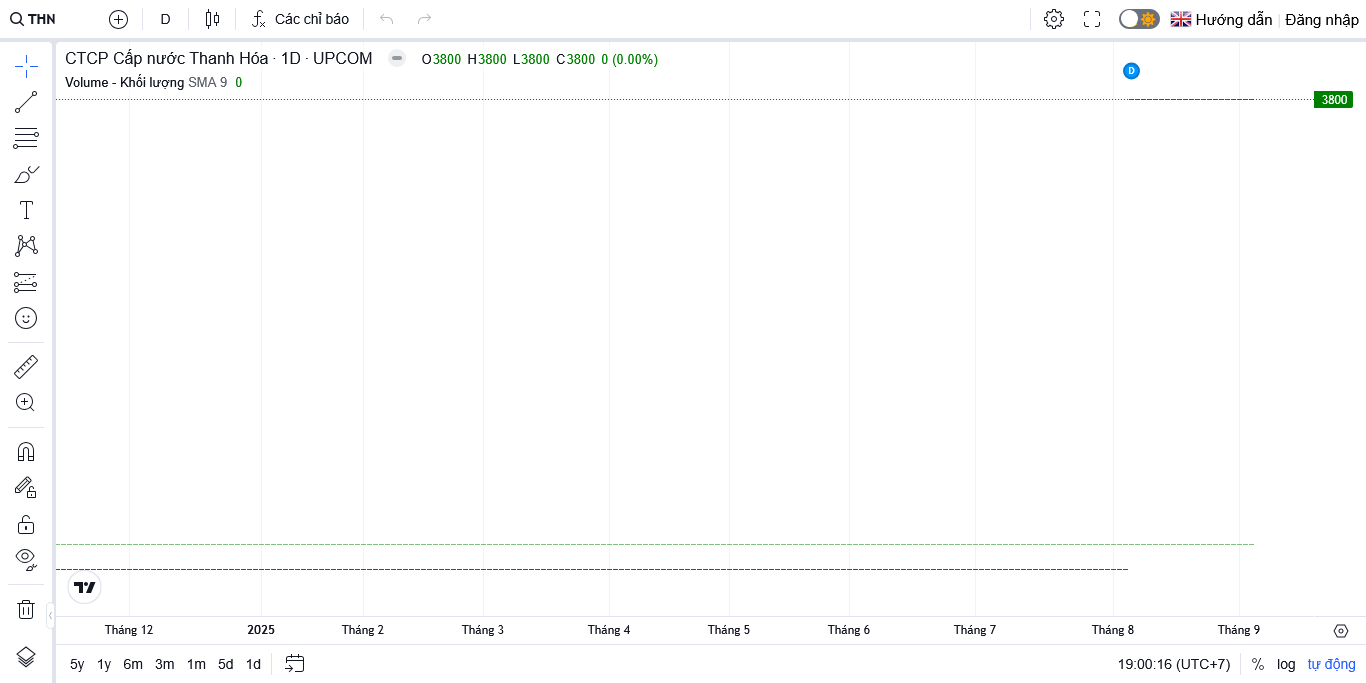 THN D Các chỉ báo Hướng dẫn Đăng nhập
CTCP Cấp nước Thanh Hóa · 1D · UPCOM O3800 H3800 L3800 C3800 0 (0.00%)
D
Volume - Khối lượng SMA 9 0
3800
Tháng 12 2025 Tháng 2 Tháng 3 Tháng 4 Tháng 5 Tháng 6 Tháng 7 Tháng 8 Tháng 9
5y 1y 6m 3m 1m 5d 1d 19:00:16 (UTC+7) % log tự động